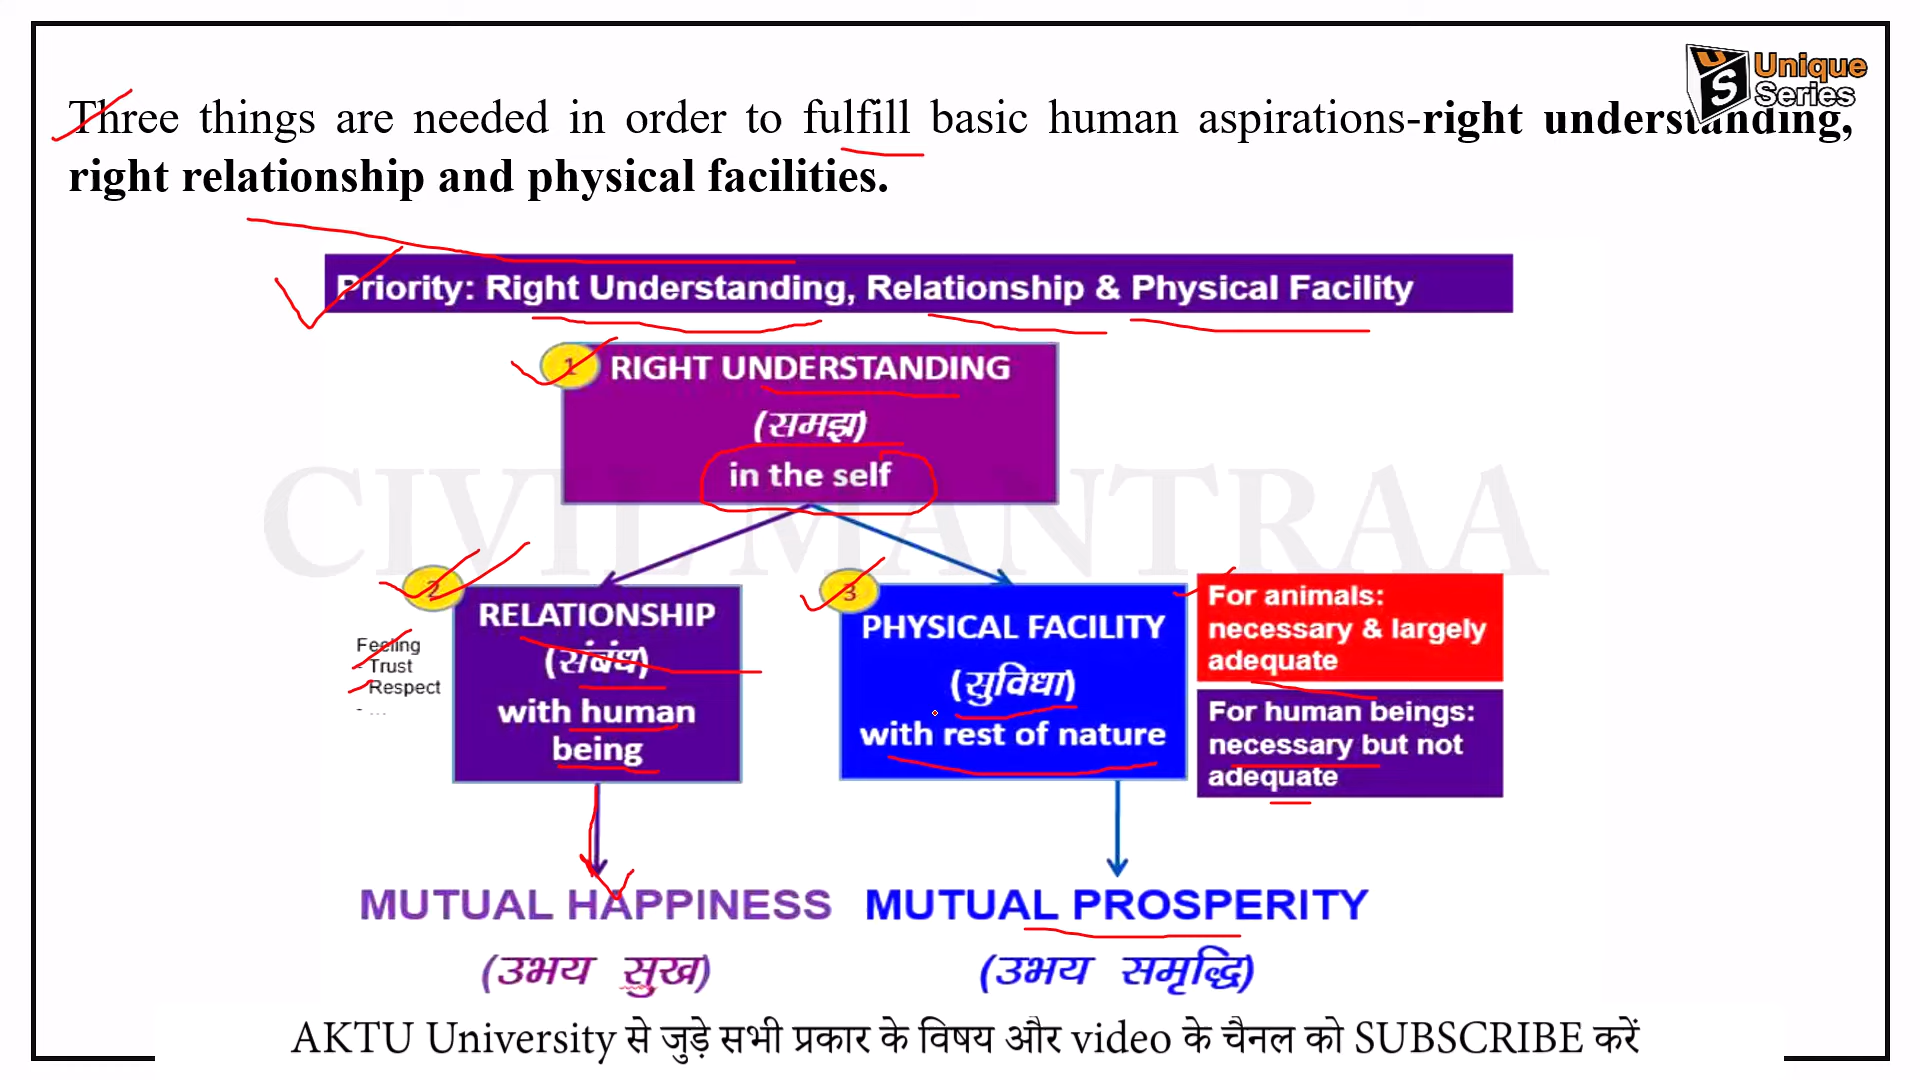 Unique
Series
US
Three things are needed in order to fulfill basic human aspirations-right understanding,
right relationship and physical facilities.
Priority: Right Understanding, Relationship & Physical Facility
1
RIGHT UNDERSTANDING
(समझ)
in the self
CIVIL MANTRAA
2
RELATIONSHIP
(संबंध)
with human
being
Feeling
- Trust
- Respect
- ...
3
PHYSICAL FACILITY
(सुविधा)
with rest of nature
For animals:
necessary & largely
adequate
For human beings:
necessary but not
adequate
MUTUAL HAPPINESS
(उभय सुख)
MUTUAL PROSPERITY
(उभय समृद्धि)
AKTU University से जुड़े सभी प्रकार के विषय और video के चैनल को SUBSCRIBE करें